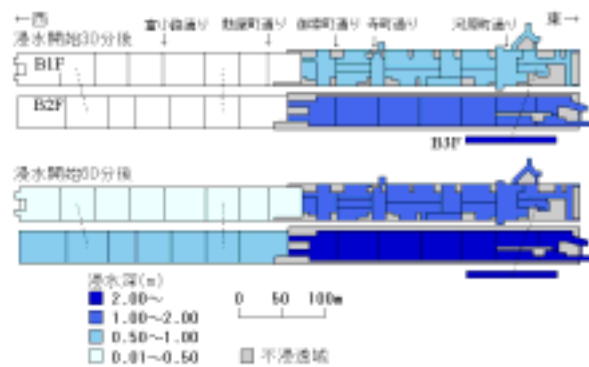 ←西 富小路通り 麩屋町通り 御幸町通り 寺町通り 河原町通り 東→
浸水開始30分後
B1F
B2F
B3F
浸水開始60分後
浸水深(m)
2.00～
1.00～2.00
0.50～1.00
0.01～0.50
0 50 100m
不浸透域